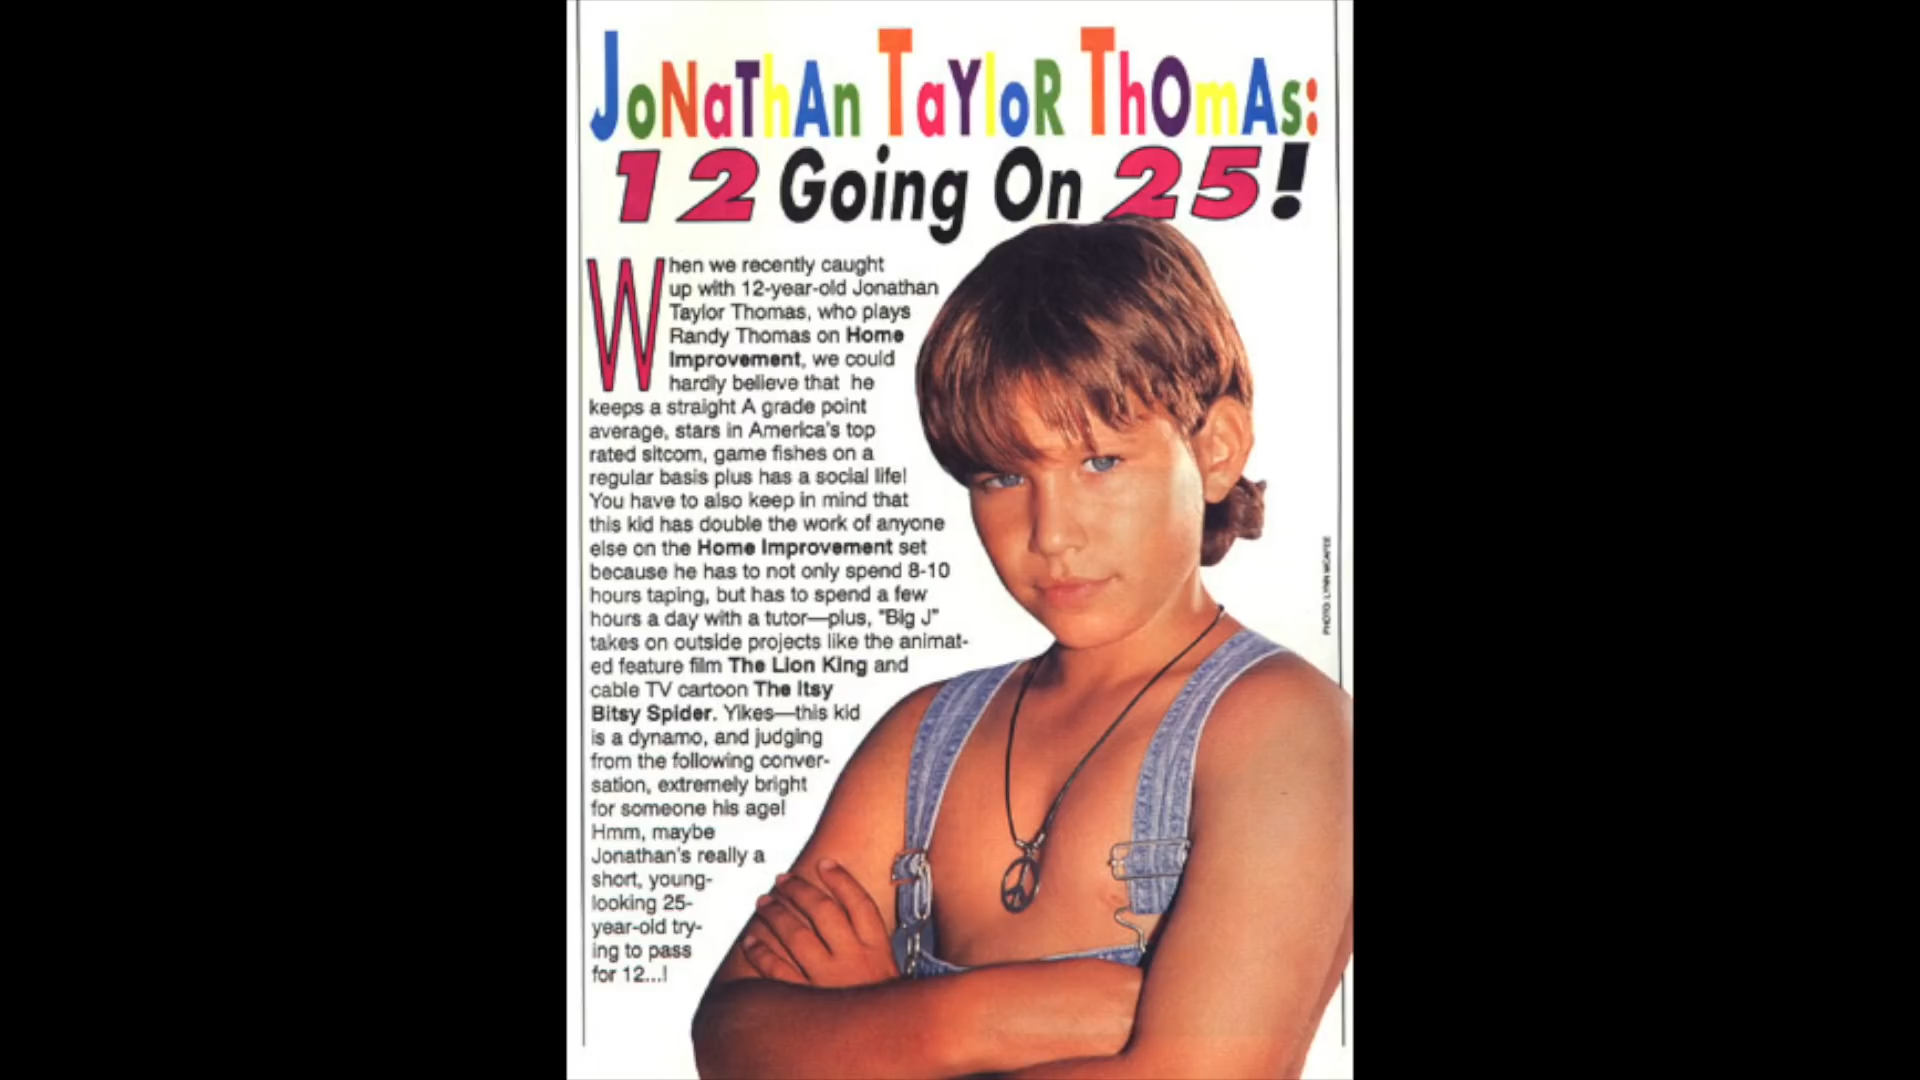 JoNaThAn TaYloR ThOmAs:
12 Going On 25!
When we recently caught
up with 12-year-old Jonathan
Taylor Thomas, who plays
Randy Thomas on Home
Improvement, we could
hardly believe that he
keeps a straight A grade point
average, stars in America's top
rated sitcom, game fishes on a
regular basis plus has a social life!
You have to also keep in mind that
this kid has double the work of anyone
else on the Home Improvement set
because he has to not only spend 8-10
hours taping, but has to spend a few
hours a day with a tutor—plus, "Big J"
takes on outside projects like the animat-
ed feature film The Lion King and
cable TV cartoon The Itsy
Bitsy Spider. Yikes—this kid
is a dynamo, and judging
from the following conver-
sation, extremely bright
for someone his age!
Hmm, maybe
Jonathan's really a
short, young-
looking 25-
year-old try-
ing to pass
for 12...!
PHOTO: LYNN MCAFEE